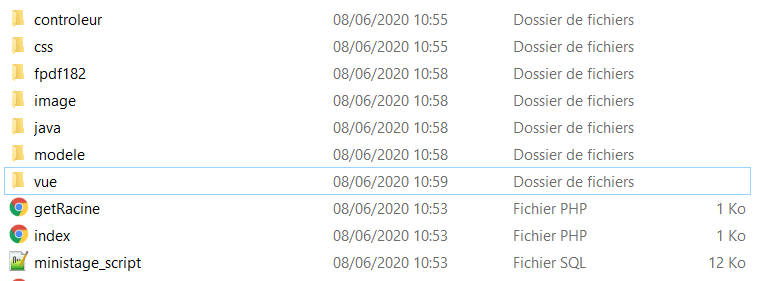 controleur 08/06/2020 10:55 Dossier de fichiers
css 08/06/2020 10:55 Dossier de fichiers
fpdf182 08/06/2020 10:58 Dossier de fichiers
image 08/06/2020 10:58 Dossier de fichiers
java 08/06/2020 10:58 Dossier de fichiers
modele 08/06/2020 10:58 Dossier de fichiers
vue 08/06/2020 10:59 Dossier de fichiers
getRacine 08/06/2020 10:53 Fichier PHP 1 Ko
index 08/06/2020 10:53 Fichier PHP 1 Ko
ministage_script 08/06/2020 10:53 Fichier SQL 12 Ko